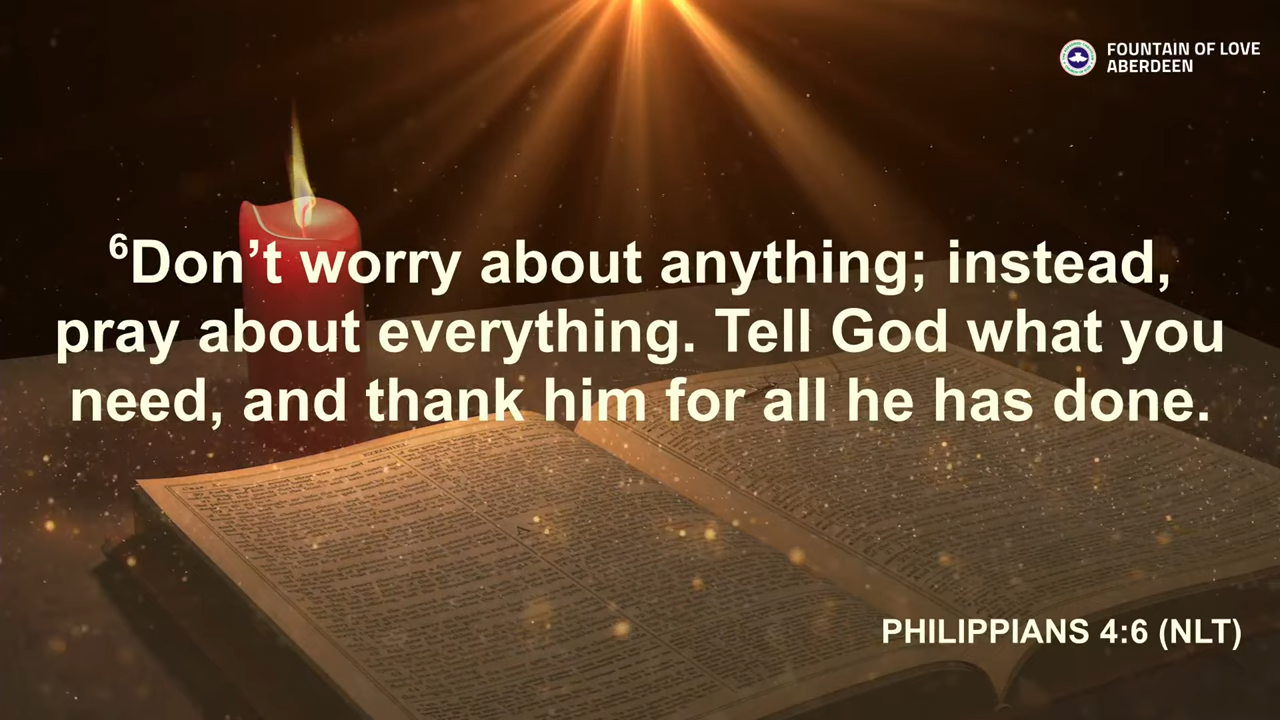 FOUNTAIN OF LOVE
ABERDEEN
⁶Don’t worry about anything; instead,
pray about everything. Tell God what you
need, and thank him for all he has done.
PHILIPPIANS 4:6 (NLT)